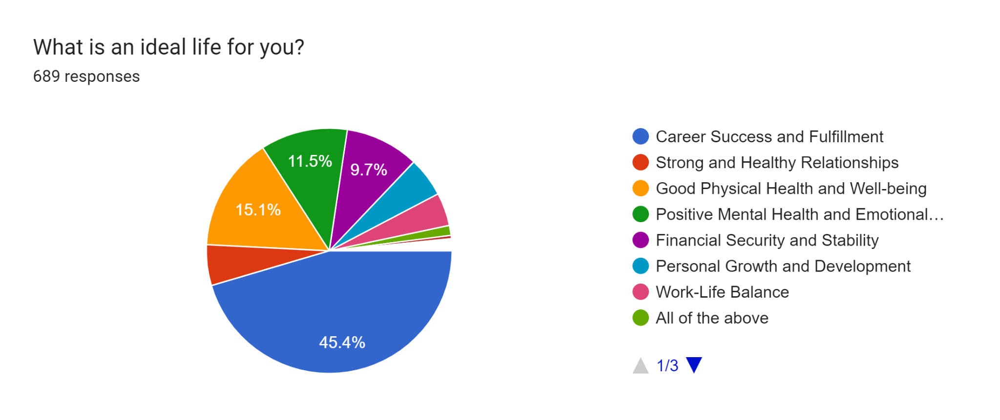 What is an ideal life for you?
689 responses
11.5%
9.7%
15.1%
45.4%
Career Success and Fulfillment
Strong and Healthy Relationships
Good Physical Health and Well-being
Positive Mental Health and Emotional…
Financial Security and Stability
Personal Growth and Development
Work-Life Balance
All of the above
1/3